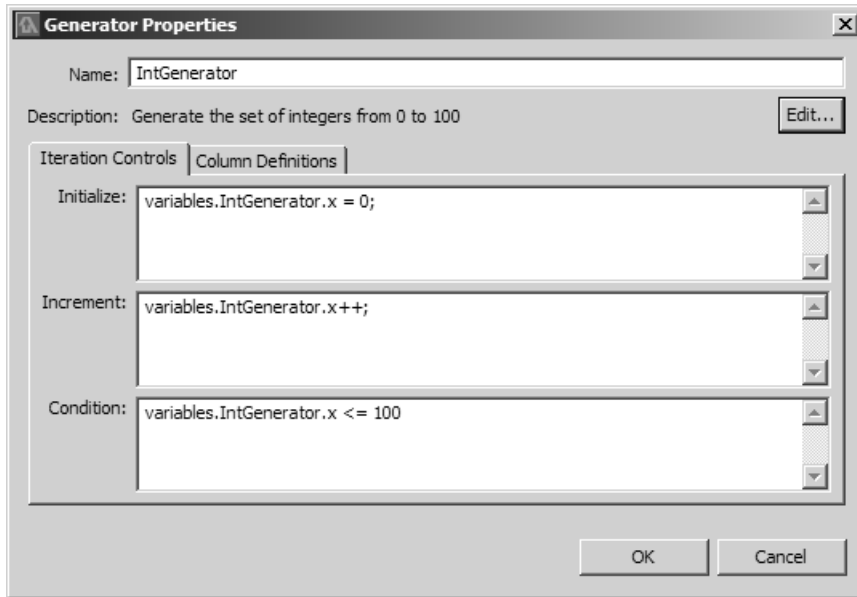 Generator Properties
Name: IntGenerator
Description: Generate the set of integers from 0 to 100
Edit...
Iteration Controls Column Definitions
Initialize: variables.IntGenerator.x = 0;
Increment: variables.IntGenerator.x++;
Condition: variables.IntGenerator.x <= 100
OK Cancel